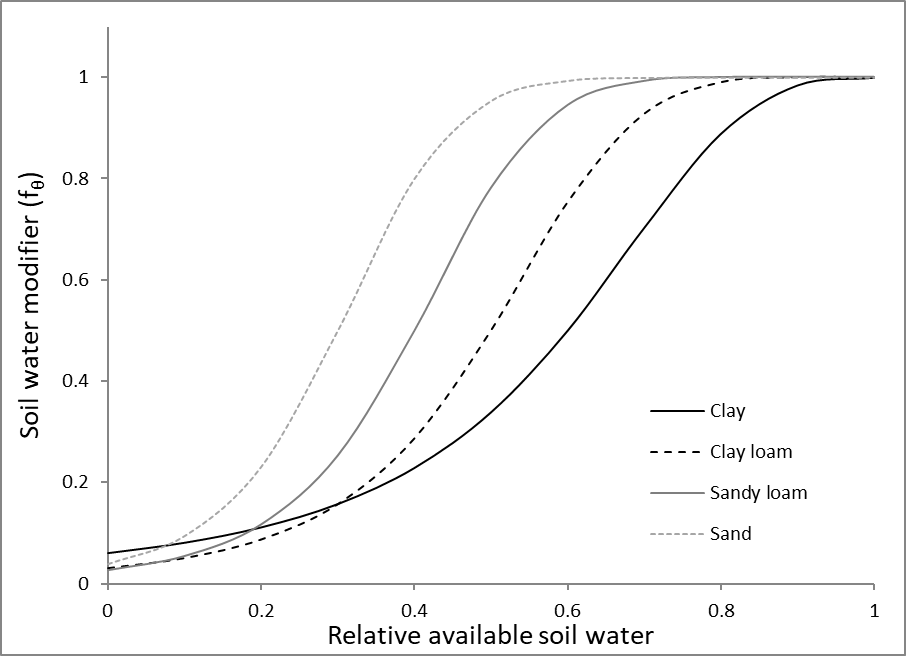 Soil water modifier (fθ)
1
0.8
0.6
0.4
0.2
0
0 0.2 0.4 0.6 0.8 1
Relative available soil water
Clay
Clay loam
Sandy loam
Sand